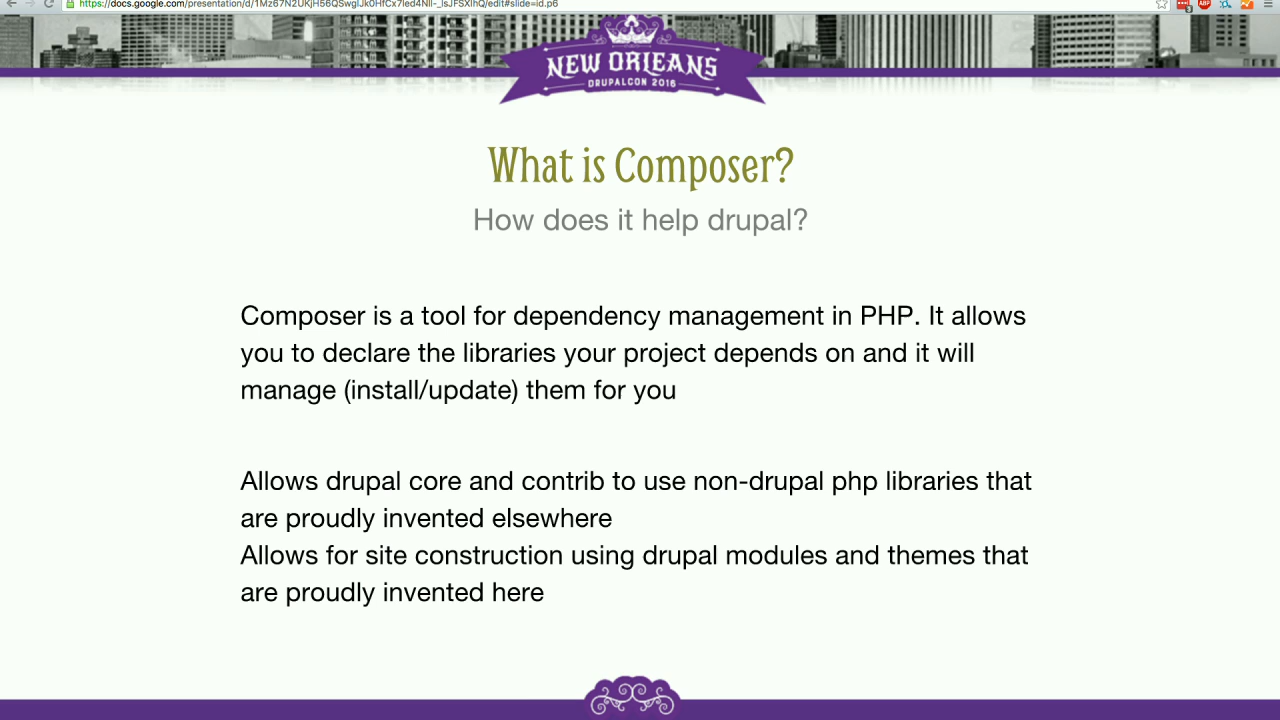 NEW ORLEANS
DRUPALCON 2016
What is Composer?
How does it help drupal?
Composer is a tool for dependency management in PHP. It allows
you to declare the libraries your project depends on and it will
manage (install/update) them for you
Allows drupal core and contrib to use non-drupal php libraries that
are proudly invented elsewhere
Allows for site construction using drupal modules and themes that
are proudly invented here